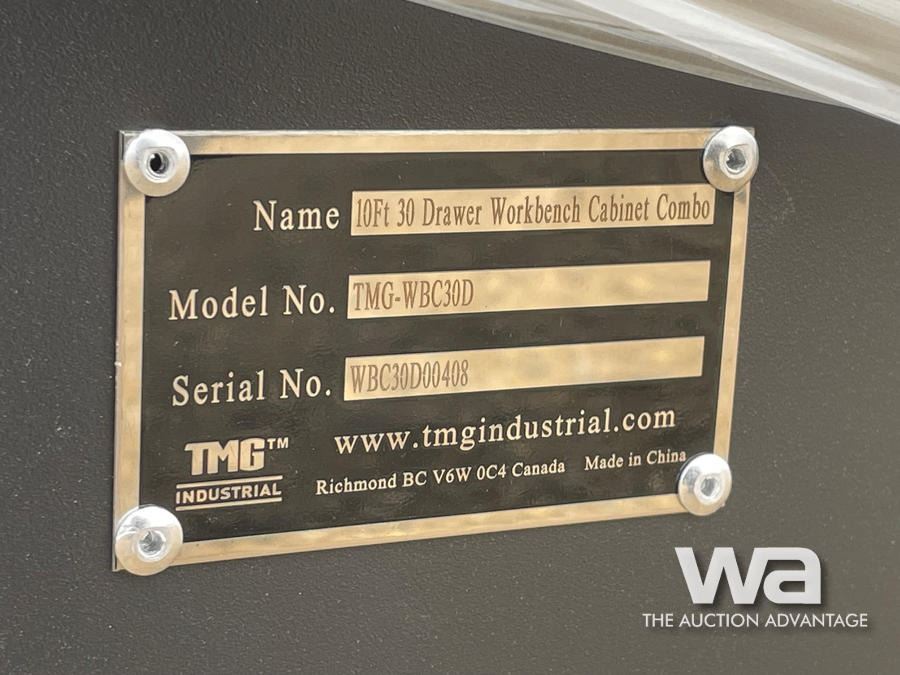 Name 10Ft 30 Drawer Workbench Cabinet Combo
Model No. TMG-WBC30D
Serial No. WBC30D00408
TMG™ www.tmgindustrial.com
INDUSTRIAL Richmond BC V6W 0C4 Canada Made in China
wa
THE AUCTION ADVANTAGE